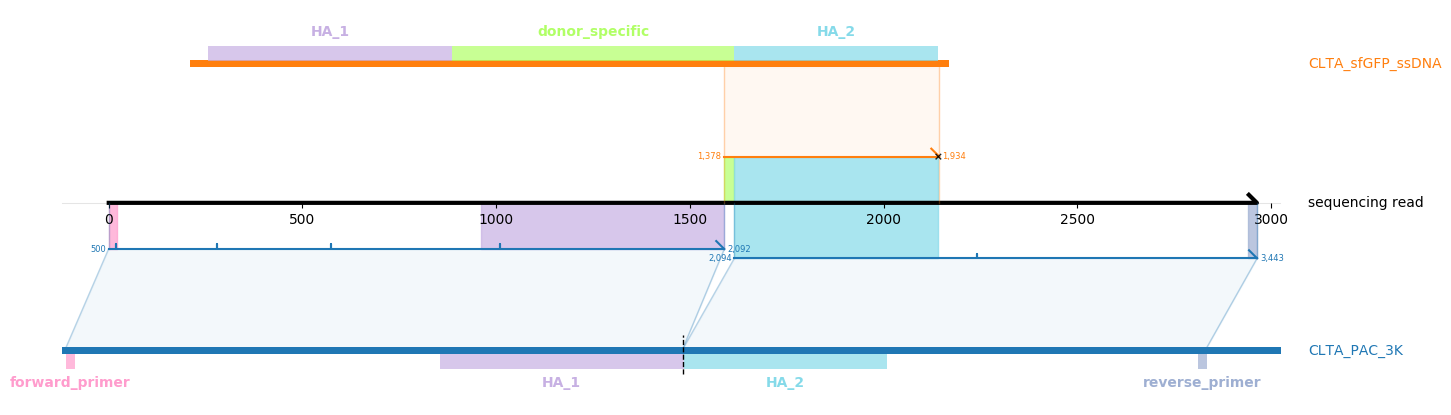 HA_1 donor_specific HA_2
CLTA_sfGFP_ssDNA
1,378 1,934
sequencing read
0 500 1000 1500 2000 2500 3000
500 2,092
2,094 3,443
CLTA_PAC_3K
forward_primer HA_1 HA_2 reverse_primer